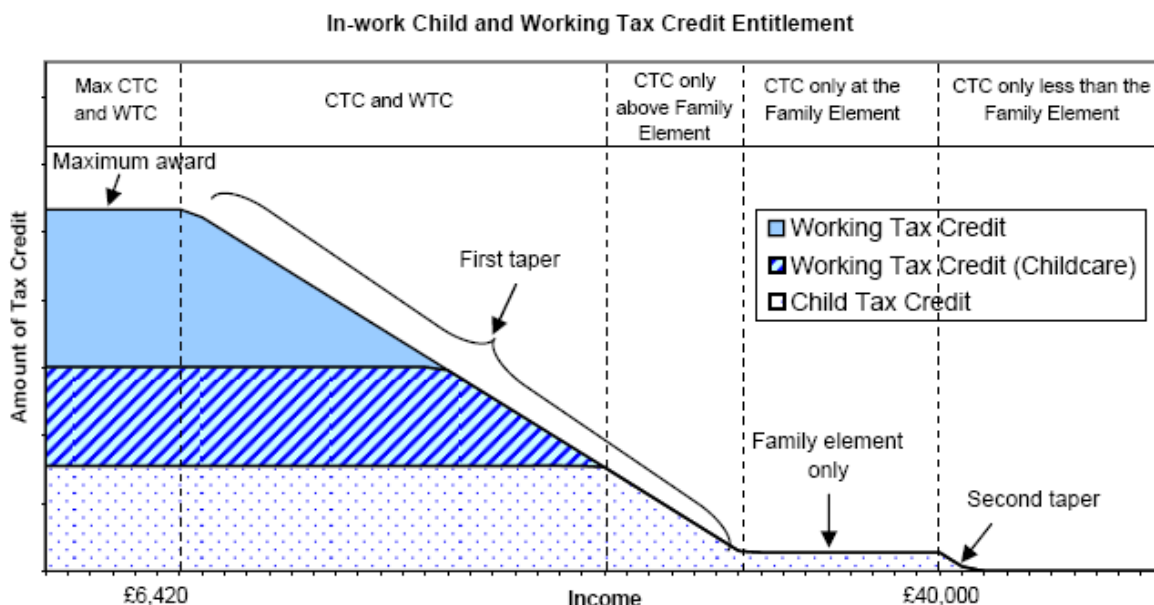 In-work Child and Working Tax Credit Entitlement
Max CTC
and WTC
CTC and WTC
CTC only
above Family
Element
CTC only at the
Family Element
CTC only less than the
Family Element
Maximum award
First taper
Working Tax Credit
Working Tax Credit (Childcare)
Child Tax Credit
Family element
only
Second taper
Amount of Tax Credit
£6,420
Income
£40,000